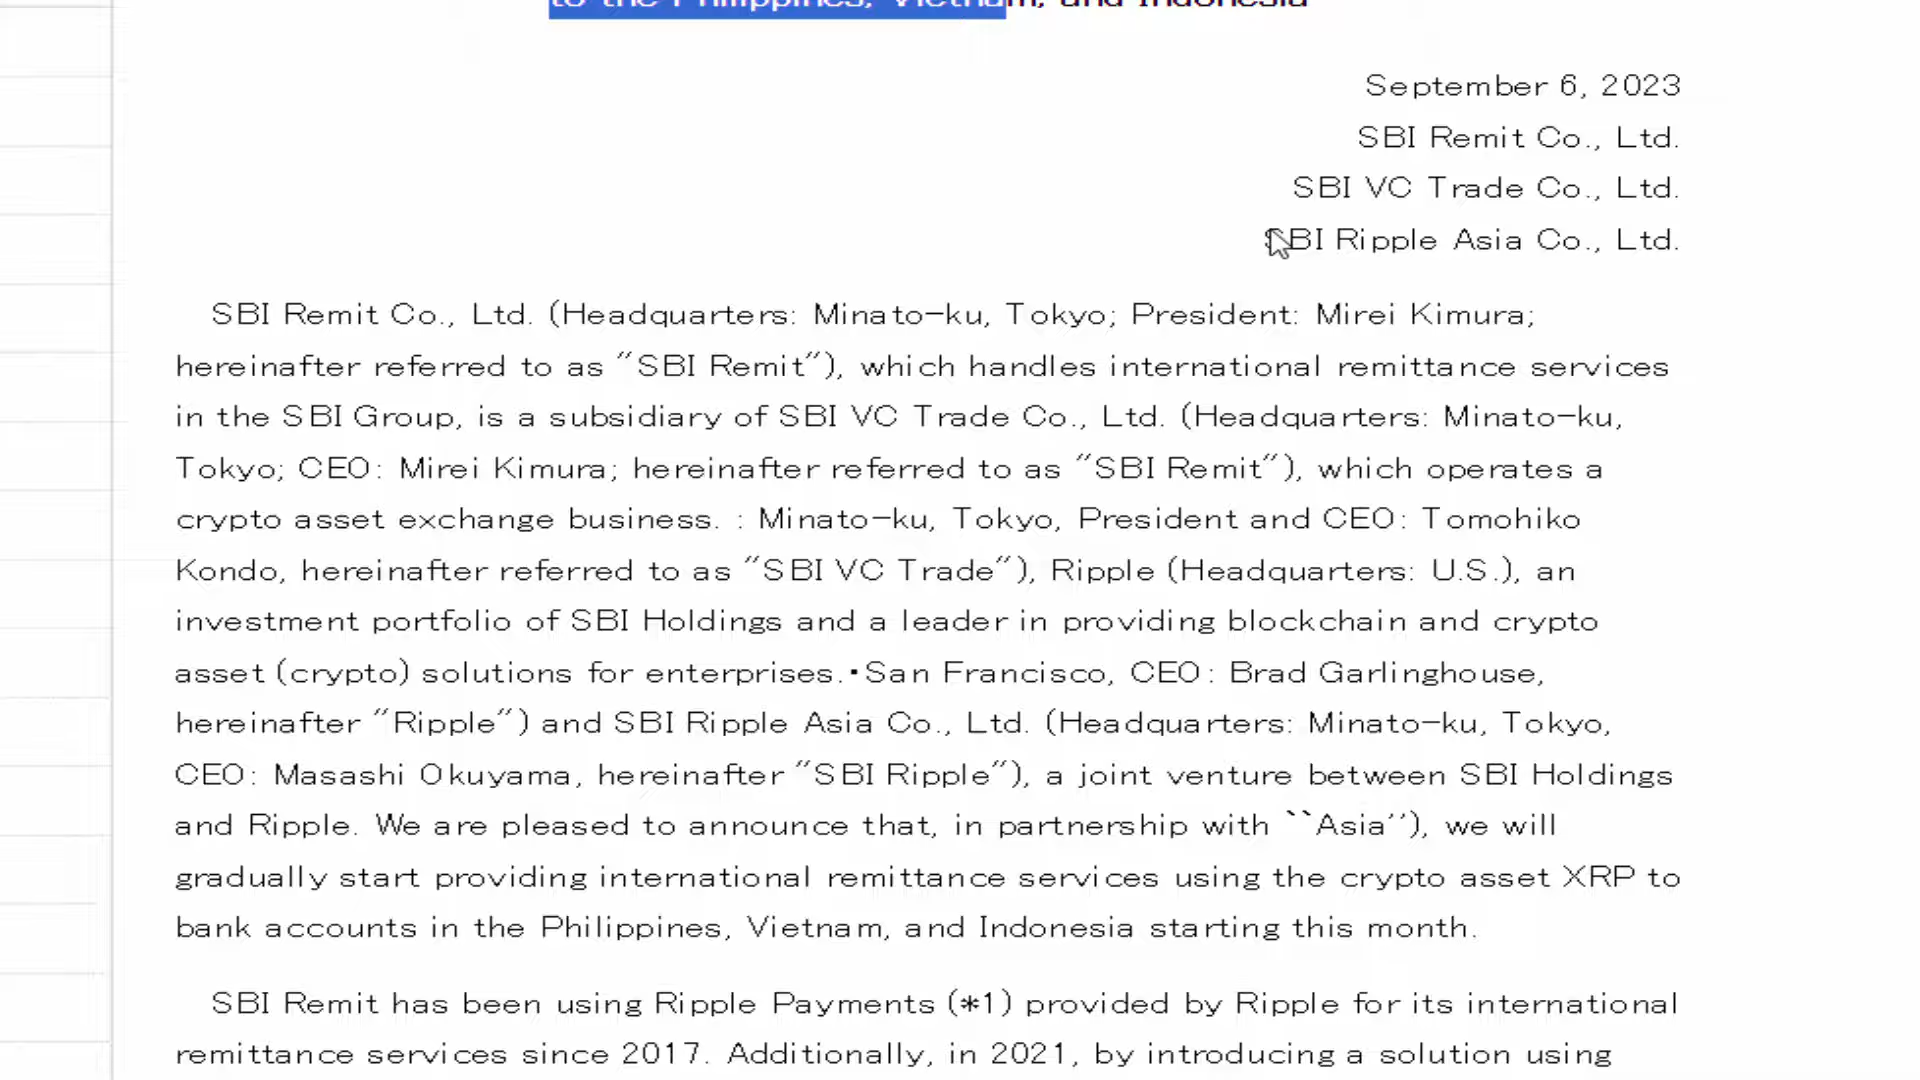 to the Philippines, Vietnam, and Indonesia
September 6, 2023
SBI Remit Co., Ltd.
SBI VC Trade Co., Ltd.
SBI Ripple Asia Co., Ltd.
SBI Remit Co., Ltd. (Headquarters: Minato-ku, Tokyo; President: Mirei Kimura;
hereinafter referred to as "SBI Remit"), which handles international remittance services
in the SBI Group, is a subsidiary of SBI VC Trade Co., Ltd. (Headquarters: Minato-ku,
Tokyo; CEO: Mirei Kimura; hereinafter referred to as "SBI Remit"), which operates a
crypto asset exchange business. : Minato-ku, Tokyo, President and CEO: Tomohiko
Kondo, hereinafter referred to as "SBI VC Trade"), Ripple (Headquarters: U.S.), an
investment portfolio of SBI Holdings and a leader in providing blockchain and crypto
asset (crypto) solutions for enterprises.・San Francisco, CEO: Brad Garlinghouse,
hereinafter "Ripple") and SBI Ripple Asia Co., Ltd. (Headquarters: Minato-ku, Tokyo,
CEO: Masashi Okuyama, hereinafter "SBI Ripple"), a joint venture between SBI Holdings
and Ripple. We are pleased to announce that, in partnership with ``Asia''), we will
gradually start providing international remittance services using the crypto asset XRP to
bank accounts in the Philippines, Vietnam, and Indonesia starting this month.
SBI Remit has been using Ripple Payments (*1) provided by Ripple for its international
remittance services since 2017. Additionally, in 2021, by introducing a solution using